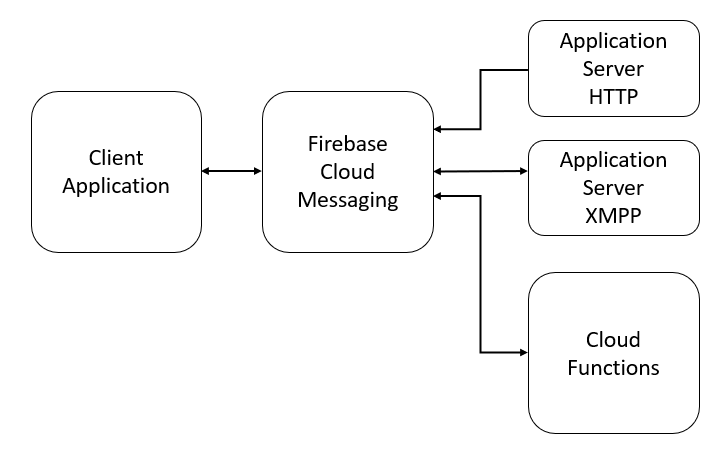 Client
Application
Firebase
Cloud
Messaging
Application
Server
HTTP
Application
Server
XMPP
Cloud
Functions